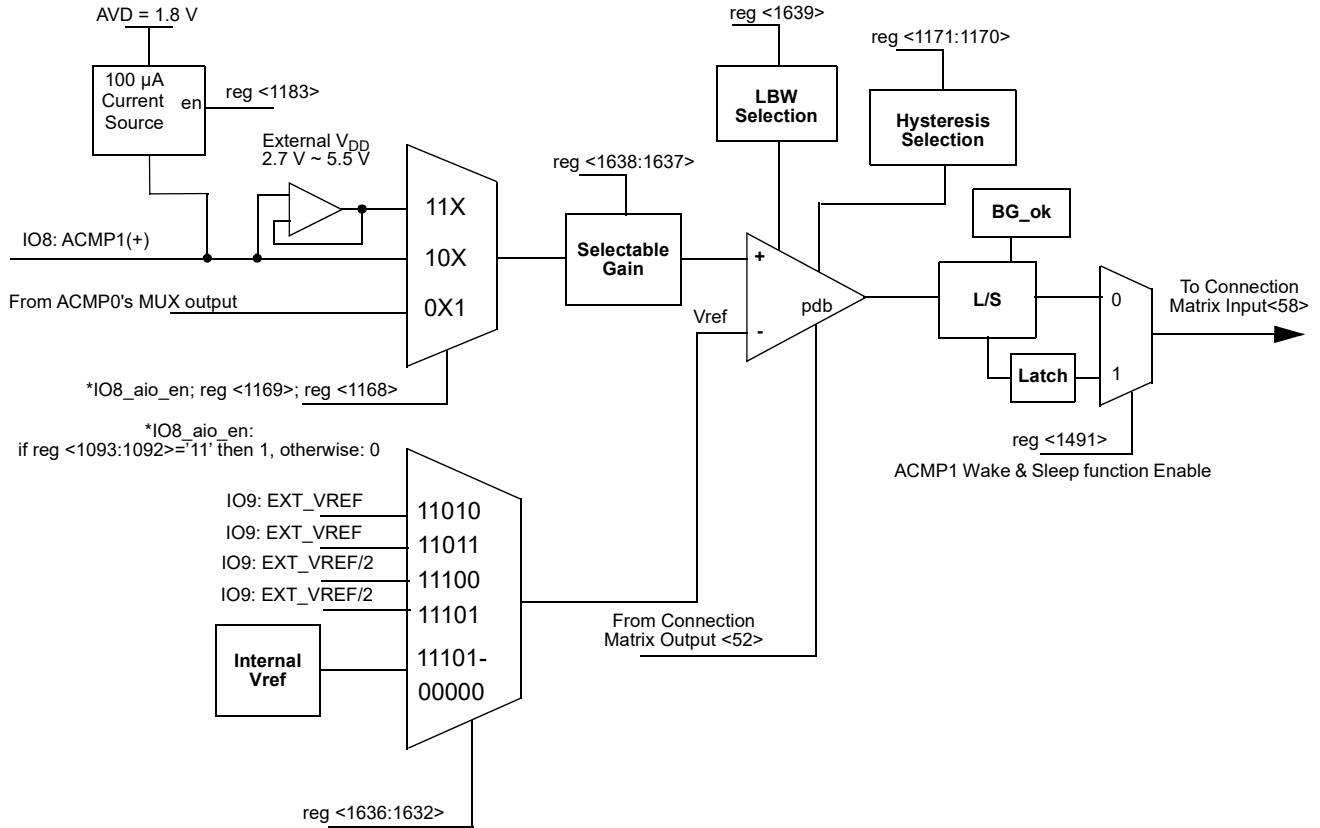 AVD = 1.8 V
reg <1639>
reg <1171:1170>
100 µA
Current
Source
en
reg <1183>
LBW
Selection
Hysteresis
Selection
External VDD
2.7 V ~ 5.5 V
reg <1638:1637>
11X
BG_ok
IO8: ACMP1(+)
10X
Selectable
Gain
+
To Connection
Matrix Input<58>
From ACMP0's MUX output
0X1
L/S
0
Vref
pdb
-
Latch
1
*IO8_aio_en; reg <1169>; reg <1168>
*IO8_aio_en:
if reg <1093:1092>='11' then 1, otherwise: 0
reg <1491>
ACMP1 Wake & Sleep function Enable
IO9: EXT_VREF
11010
IO9: EXT_VREF
11011
IO9: EXT_VREF/2
11100
IO9: EXT_VREF/2
11101
From Connection
Matrix Output <52>
Internal
Vref
11101-
00000
reg <1636:1632>